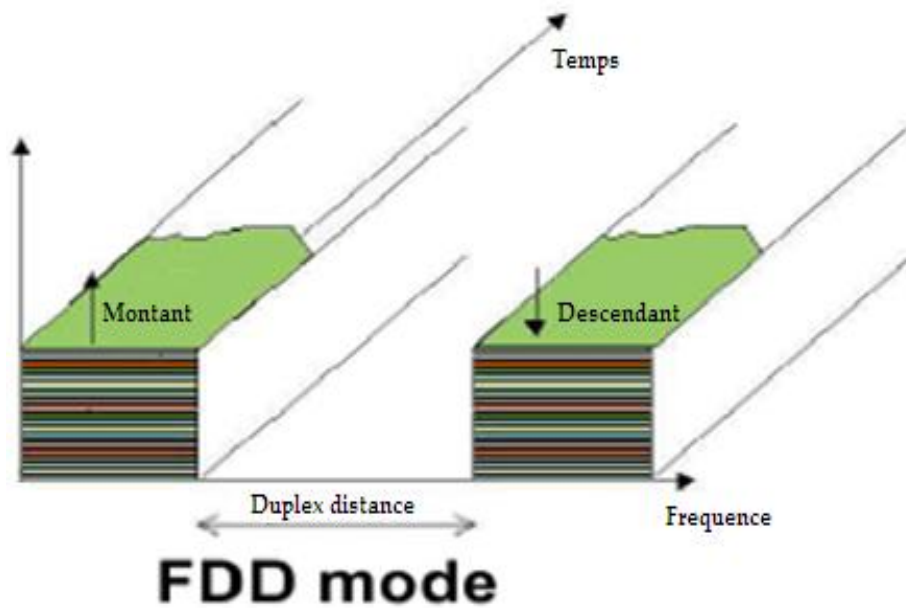 Temps
Montant
Descendant
Duplex distance
Frequence
FDD mode